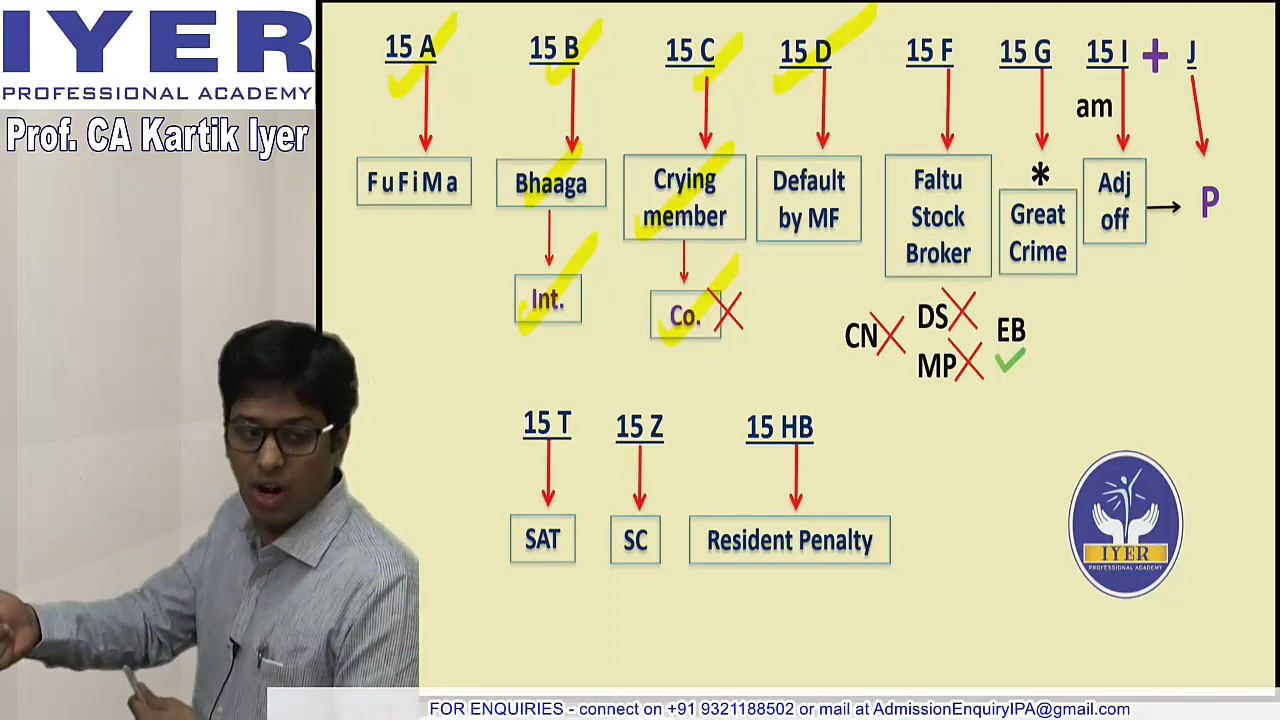 IYER
PROFESSIONAL ACADEMY
Prof. CA Kartik Iyer
15 A
15 B
15 C
15 D
15 F
15 G
15 I + J
am
FuFiMa
Bhaaga
Crying
member
Default
by MF
Faltu
Stock
Broker
*
Great
Crime
Adj
off
P
Int.
Co.
CN
DS
MP
EB
15 T
15 Z
15 HB
SAT
SC
Resident Penalty
IYER
PROFESSIONAL ACADEMY
FOR ENQUIRIES - connect on +91 9321188502 or mail at AdmissionEnquiryIPA@gmail.com